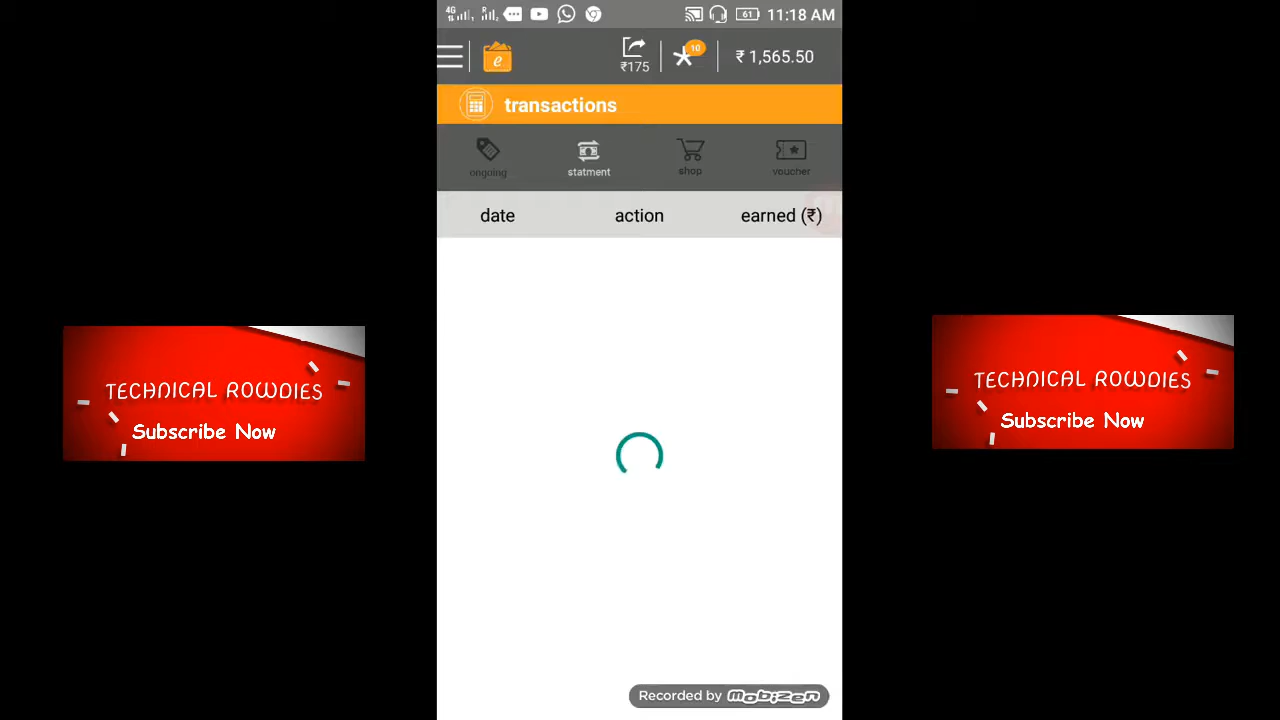 4G R 61 11:18 AM
e ₹175 10 ₹ 1,565.50
transactions
ongoing statment shop voucher
date action earned (₹)
TECHNICAL ROWDIES
Subscribe Now
TECHNICAL ROWDIES
Subscribe Now
Recorded by mobizen